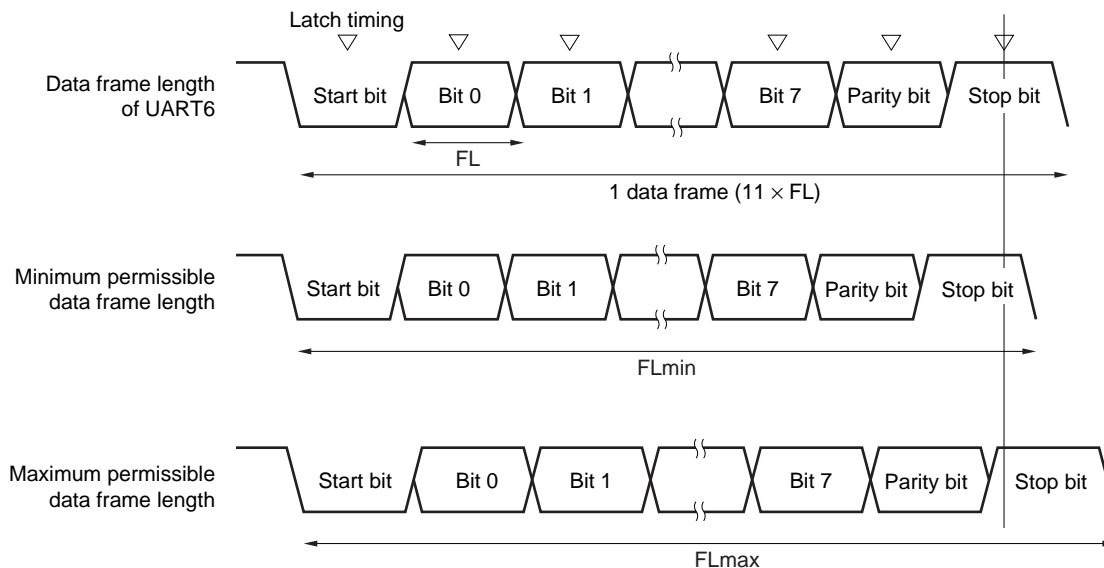 Latch timing
Data frame length
of UART6
Start bit
Bit 0
Bit 1
Bit 7
Parity bit
Stop bit
FL
1 data frame (11 × FL)
Minimum permissible
data frame length
Start bit
Bit 0
Bit 1
Bit 7
Parity bit
Stop bit
FLmin
Maximum permissible
data frame length
Start bit
Bit 0
Bit 1
Bit 7
Parity bit
Stop bit
FLmax